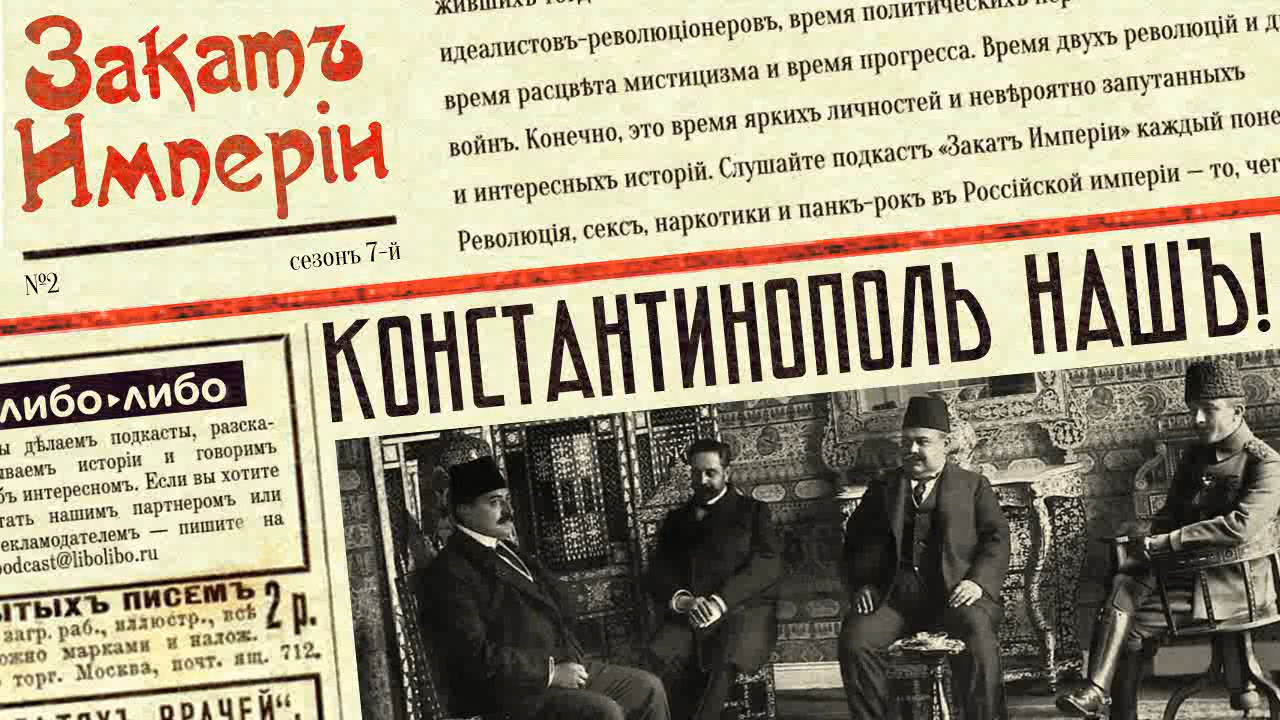 Закатъ
Имперіи
сезонъ 7-й
№2
идеалистовъ-революціонеровъ, время политическихъ
время расцвѣта мистицизма и время прогресса. Время двухъ революцій и
войнъ. Конечно, это время яркихъ личностей и невѣроятно запутанныхъ
и интересныхъ исторій. Слушайте подкастъ «Закатъ Имперіи» каждый
Революція, сексъ, наркотики и панкъ-рокъ въ Россійской имперіи — то,
КОНСТАНТИНОПОЛЬ НАШЪ!
либо▸либо
дѣлаемъ подкасты, разска-
исторіи и говоримъ
интересномъ. Если вы хотите
нашимъ партнеромъ или
— пишите на
podcast@libolibo.ru
ПИСЕМЪ 2 р.
загр. раб., иллюстр., всѣ
марками и налож.
торг. Москва, почт. ящ. 712.
ВРАЧЕЙ“.